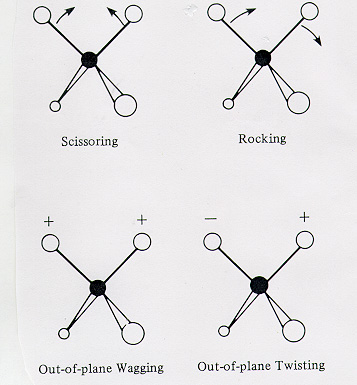 Scissoring
Rocking
+ +
- +
Out-of-plane Wagging
Out-of-plane Twisting